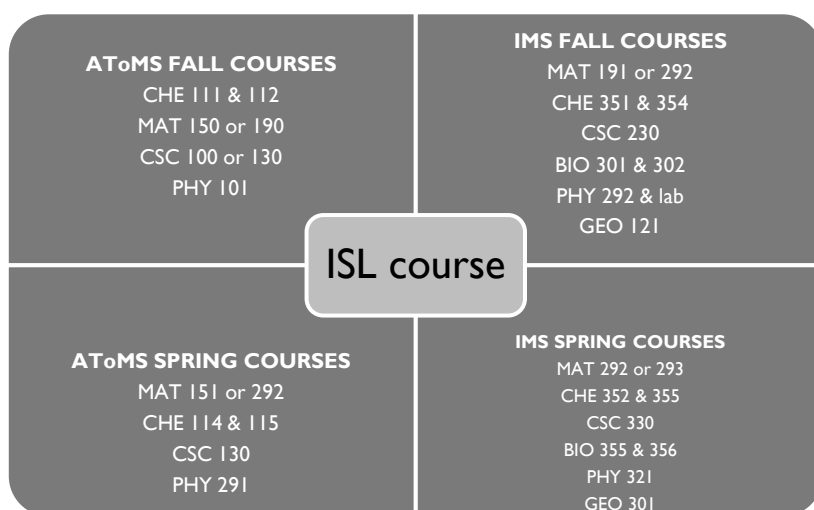 AToMS FALL COURSES
CHE 111 & 112
MAT 150 or 190
CSC 100 or 130
PHY 101
IMS FALL COURSES
MAT 191 or 292
CHE 351 & 354
CSC 230
BIO 301 & 302
PHY 292 & lab
GEO 121
ISL course
AToMS SPRING COURSES
MAT 151 or 292
CHE 114 & 115
CSC 130
PHY 291
IMS SPRING COURSES
MAT 292 or 293
CHE 352 & 355
CSC 330
BIO 355 & 356
PHY 321
GEO 301